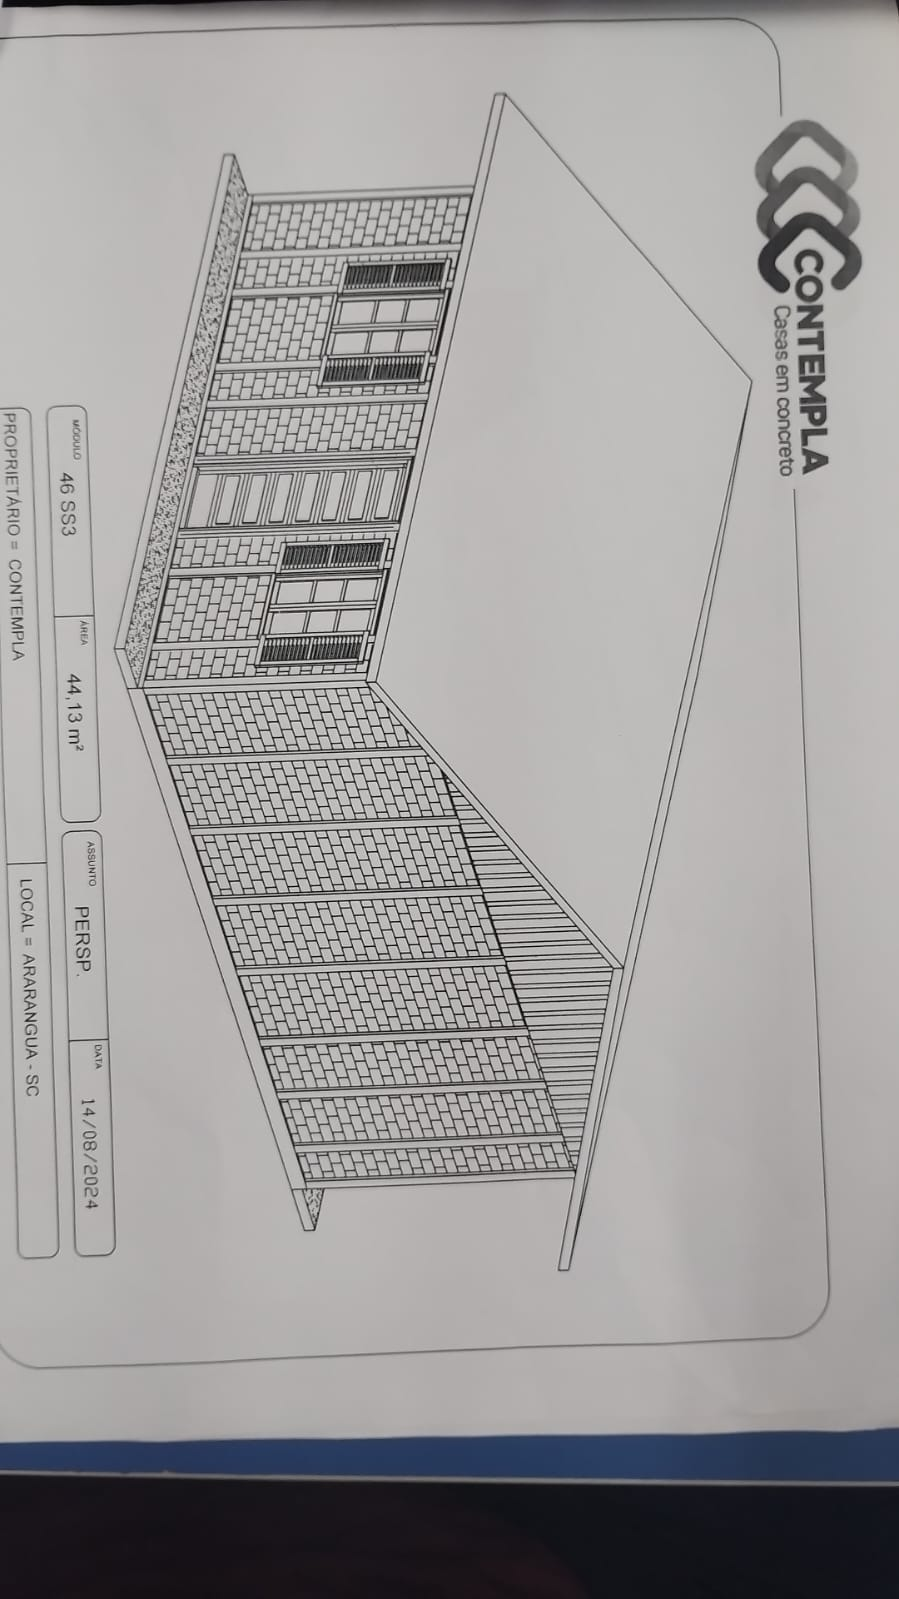 CONTEMPLA
Casas em concreto
MÓDULO
46 SS3
ÁREA
44,13 m²
ASSUNTO
PERSP.
DATA
14/08/2024
PROPRIETÁRIO = CONTEMPLA
LOCAL = ARARANGUA - SC